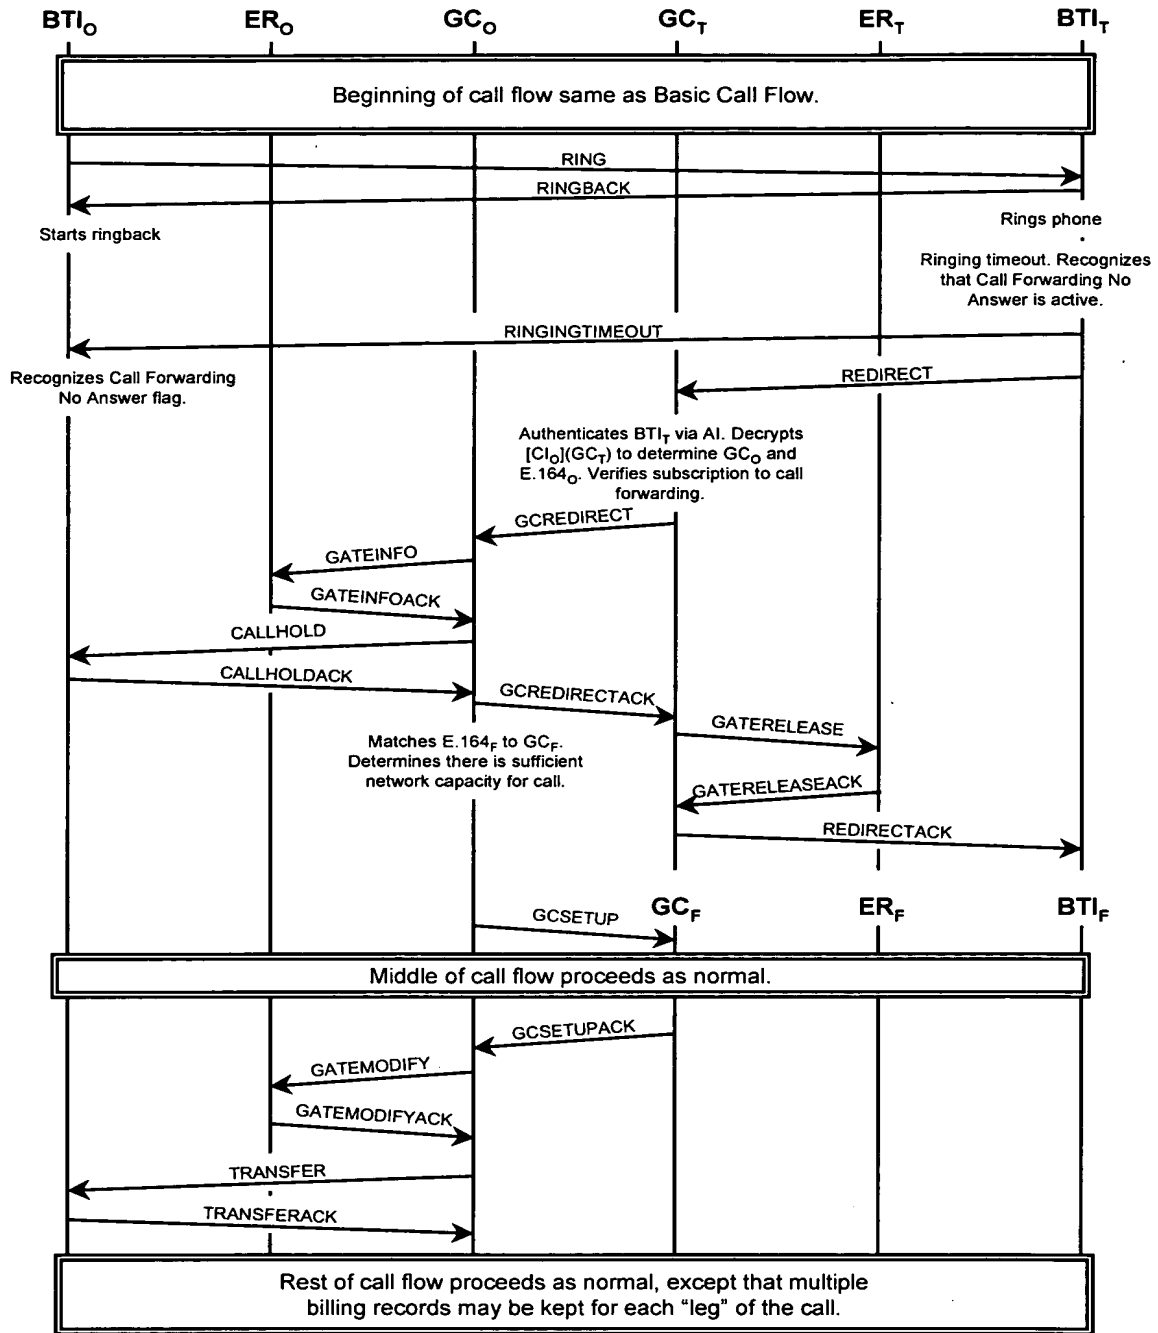 BTI_O ER_O GC_O GC_T ER_T BTI_T
Beginning of call flow same as Basic Call Flow.
RING
RINGBACK
Starts ringback
Rings phone
Ringing timeout. Recognizes
that Call Forwarding No
Answer is active.
RINGINGTIMEOUT
Recognizes Call Forwarding
No Answer flag.
REDIRECT
Authenticates BTI_T via AI. Decrypts
[CI_O](GC_T) to determine GC_O and
E.164_O. Verifies subscription to call
forwarding.
GCREDIRECT
GATEINFO
GATEINFOACK
CALLHOLD
CALLHOLDACK
GCREDIRECTACK
GATERELEASE
Matches E.164_F to GC_F.
Determines there is sufficient
network capacity for call.
GATERELEASEACK
REDIRECTACK
GC_F ER_F BTI_F
GCSETUP
Middle of call flow proceeds as normal.
GCSETUPACK
GATEMODIFY
GATEMODIFYACK
TRANSFER
TRANSFERACK
Rest of call flow proceeds as normal, except that multiple
billing records may be kept for each “leg” of the call.